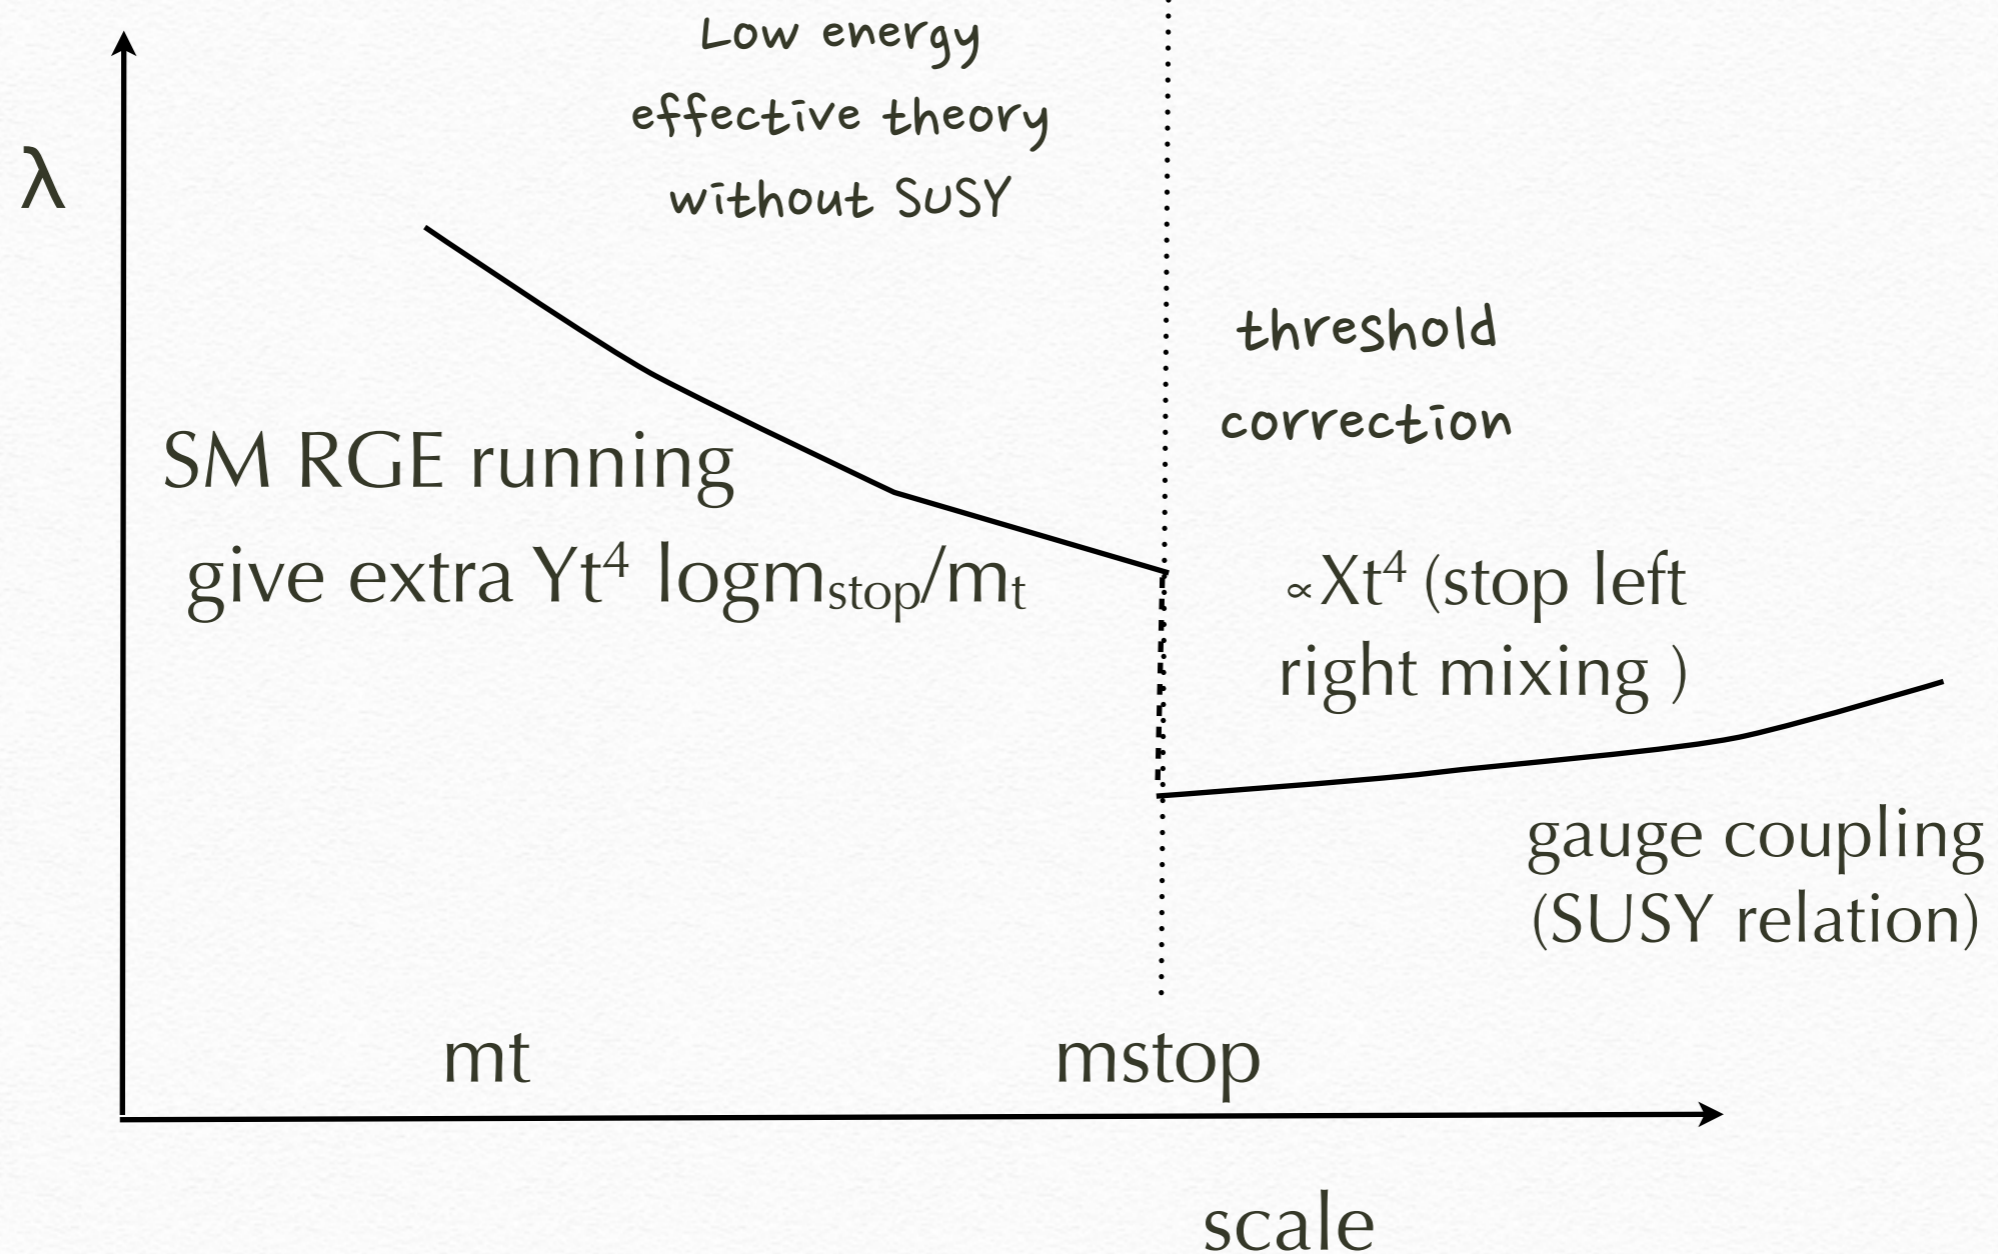 Low energy
effective theory
without SUSY
λ
threshold
correction
SM RGE running
give extra Yt⁴ logmstop/mt
∝Xt⁴ (stop left
right mixing )
gauge coupling
(SUSY relation)
mt
mstop
scale